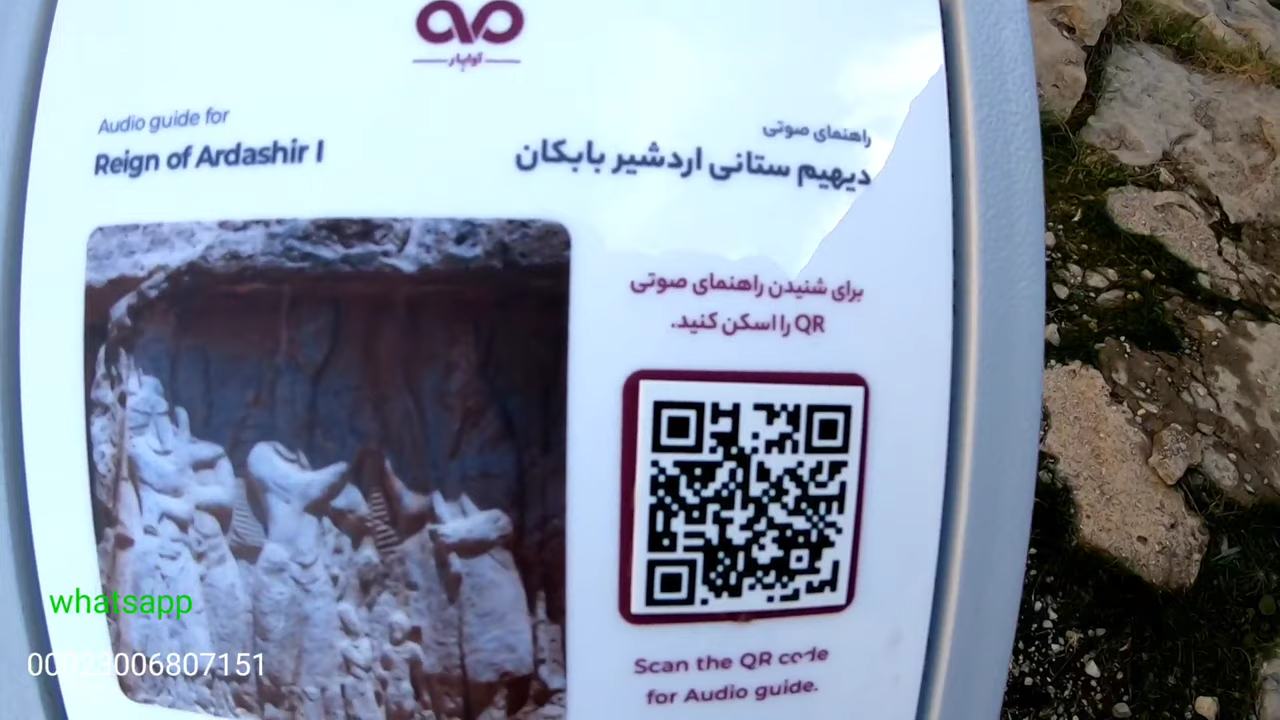 آواپار
Audio guide for
Reign of Ardashir I
راهنمای صوتی
دیهیم ستانی اردشیر بابکان
برای شنیدن راهنمای صوتی
QR را اسکن کنید.
Scan the QR code
for Audio guide.
whatsapp
00023006807151